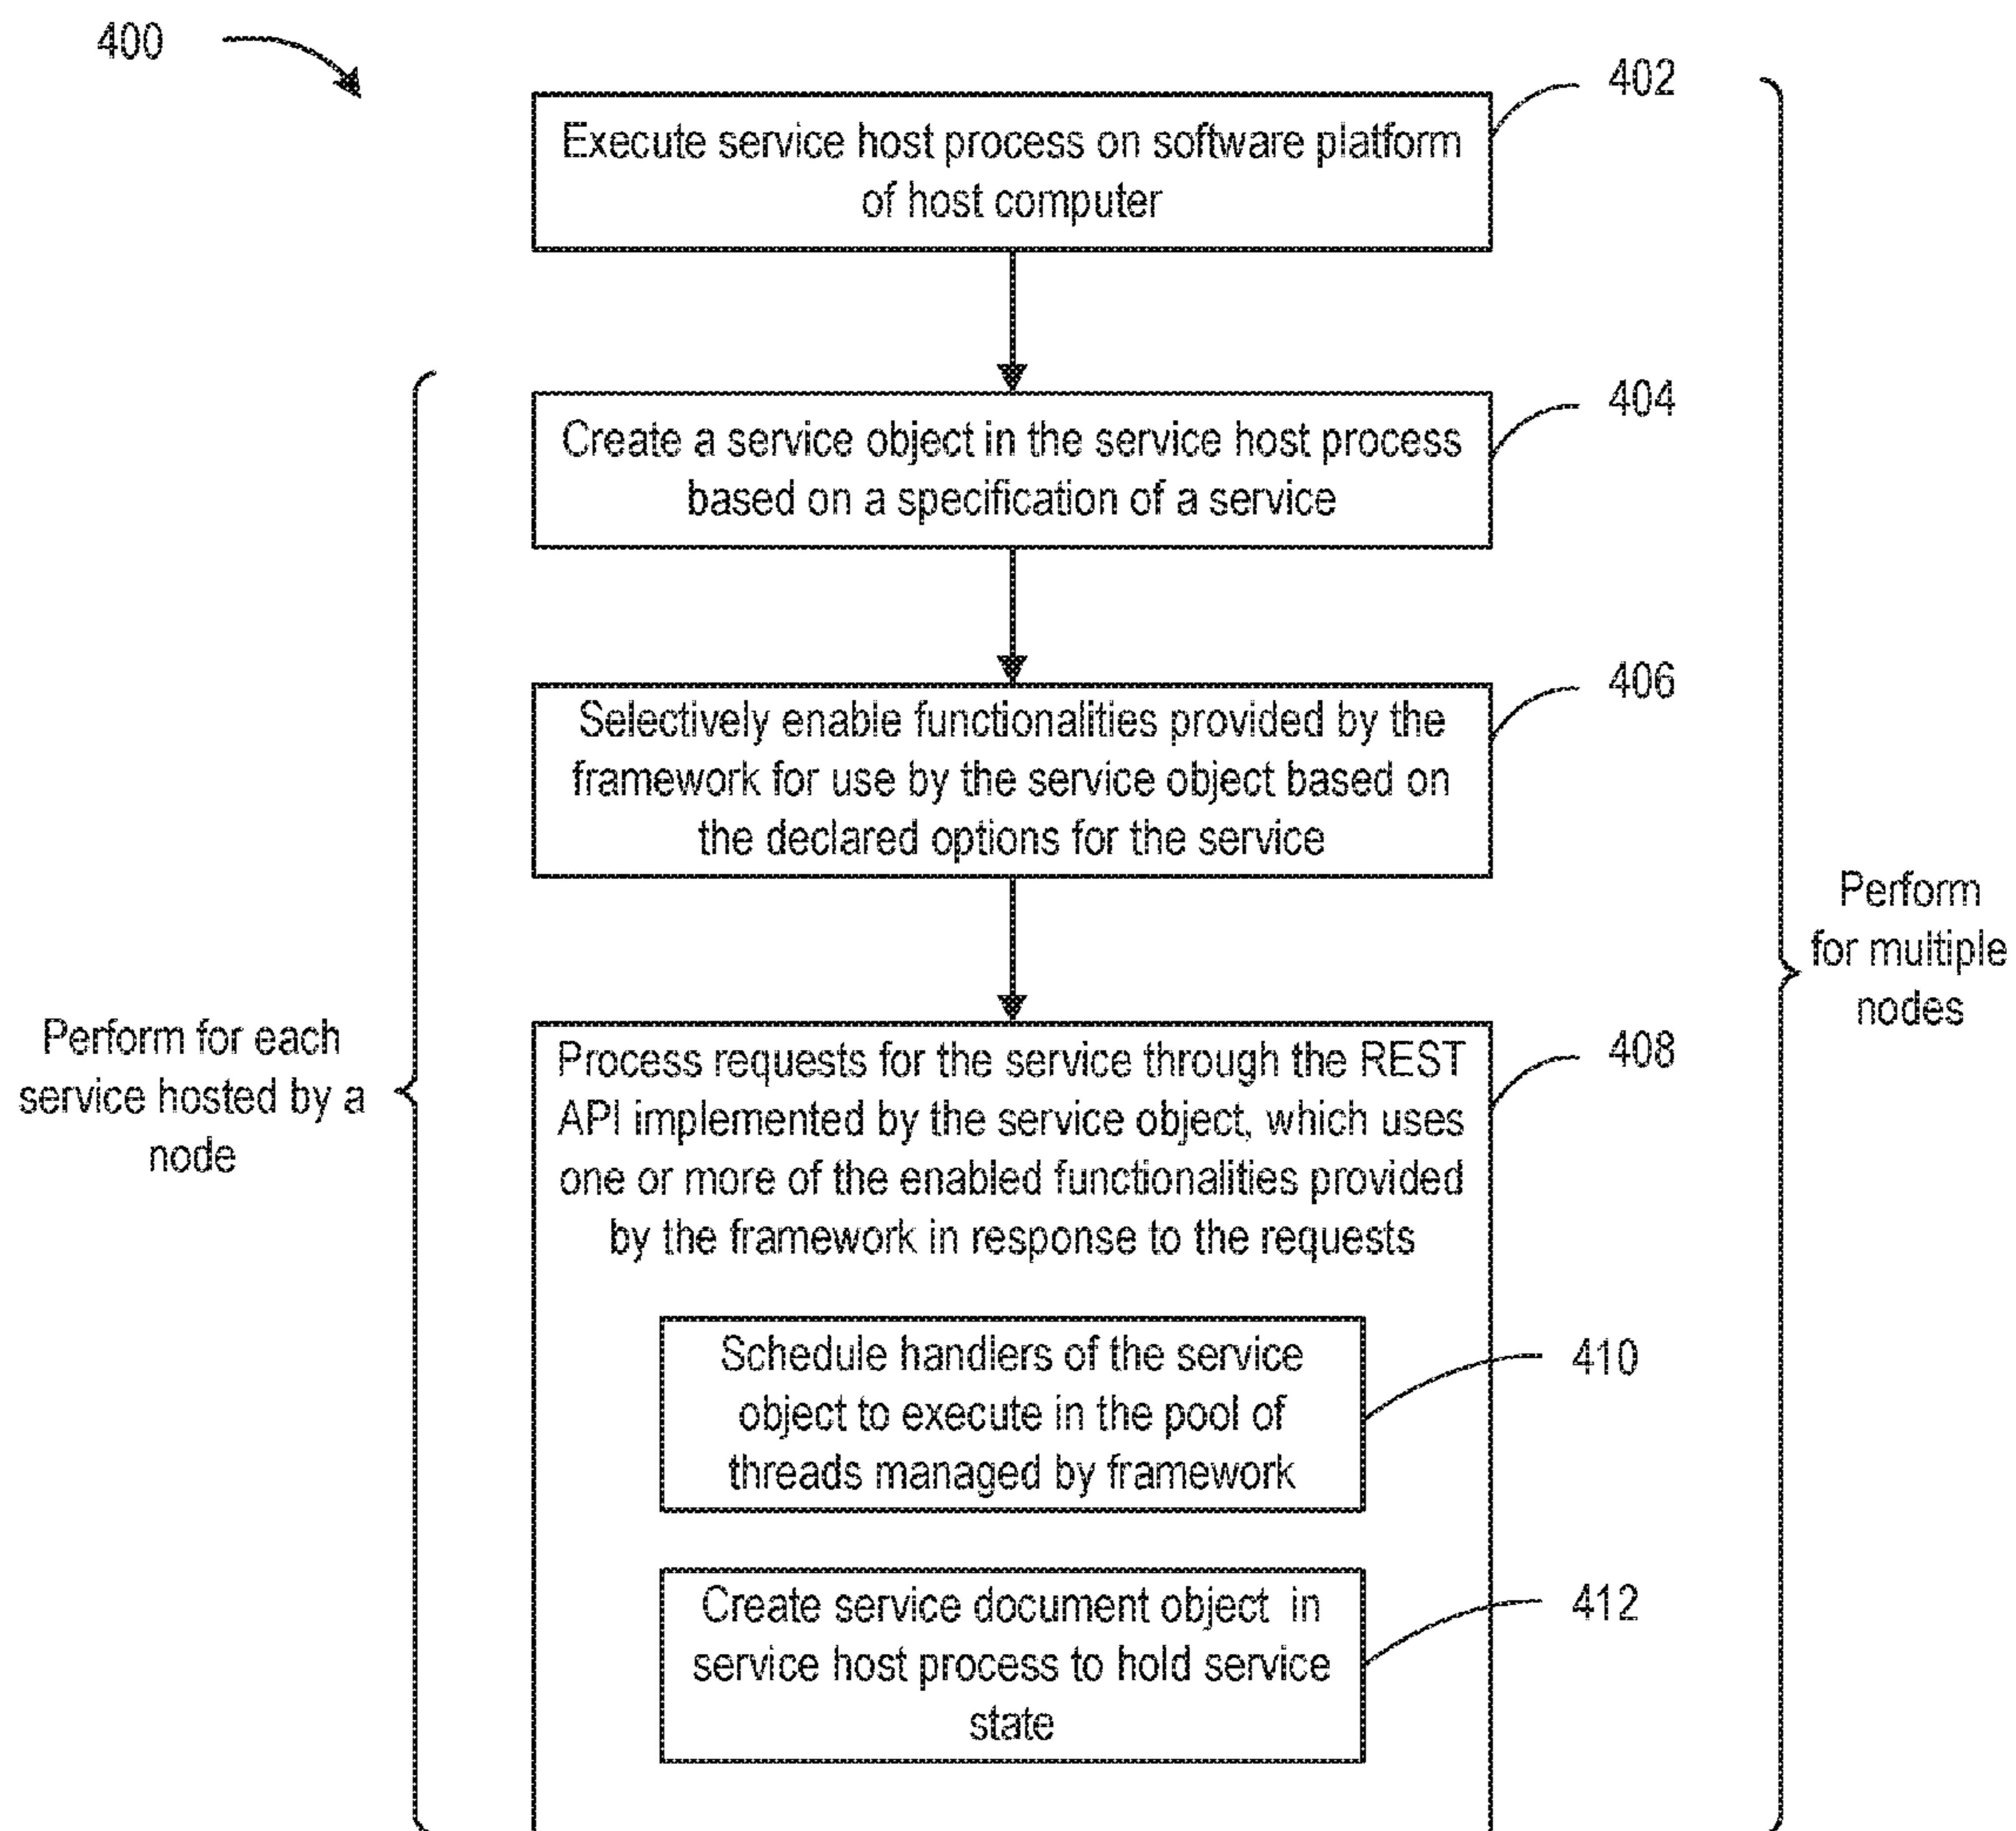 400
402
Execute service host process on software platform
of host computer
404
Create a service object in the service host process
based on a specification of a service
406
Selectively enable functionalities provided by the
framework for use by the service object based on
the declared options for the service
Perform
for multiple
nodes
Perform for each
service hosted by a
node
408
Process requests for the service through the REST
API implemented by the service object, which uses
one or more of the enabled functionalities provided
by the framework in response to the requests
410
Schedule handlers of the service
object to execute in the pool of
threads managed by framework
412
Create service document object in
service host process to hold service
state